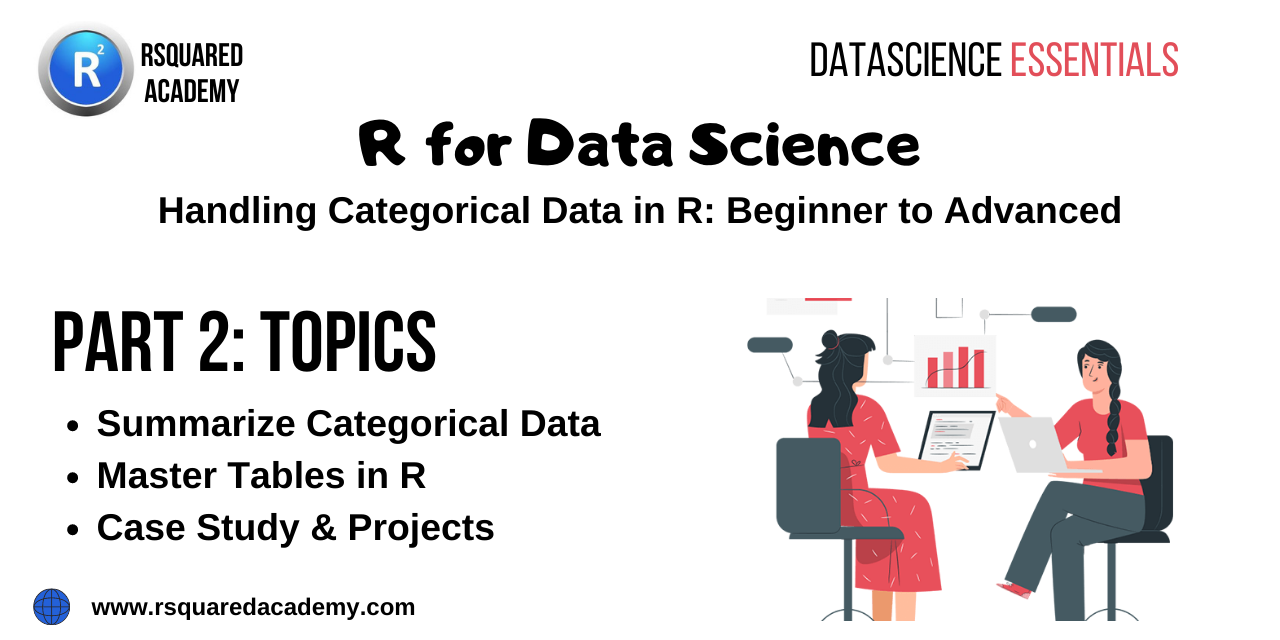 R²
RSQUARED
ACADEMY
DATASCIENCE ESSENTIALS
R for Data Science
Handling Categorical Data in R: Beginner to Advanced
PART 2: TOPICS
• Summarize Categorical Data
• Master Tables in R
• Case Study & Projects
www.rsquaredacademy.com